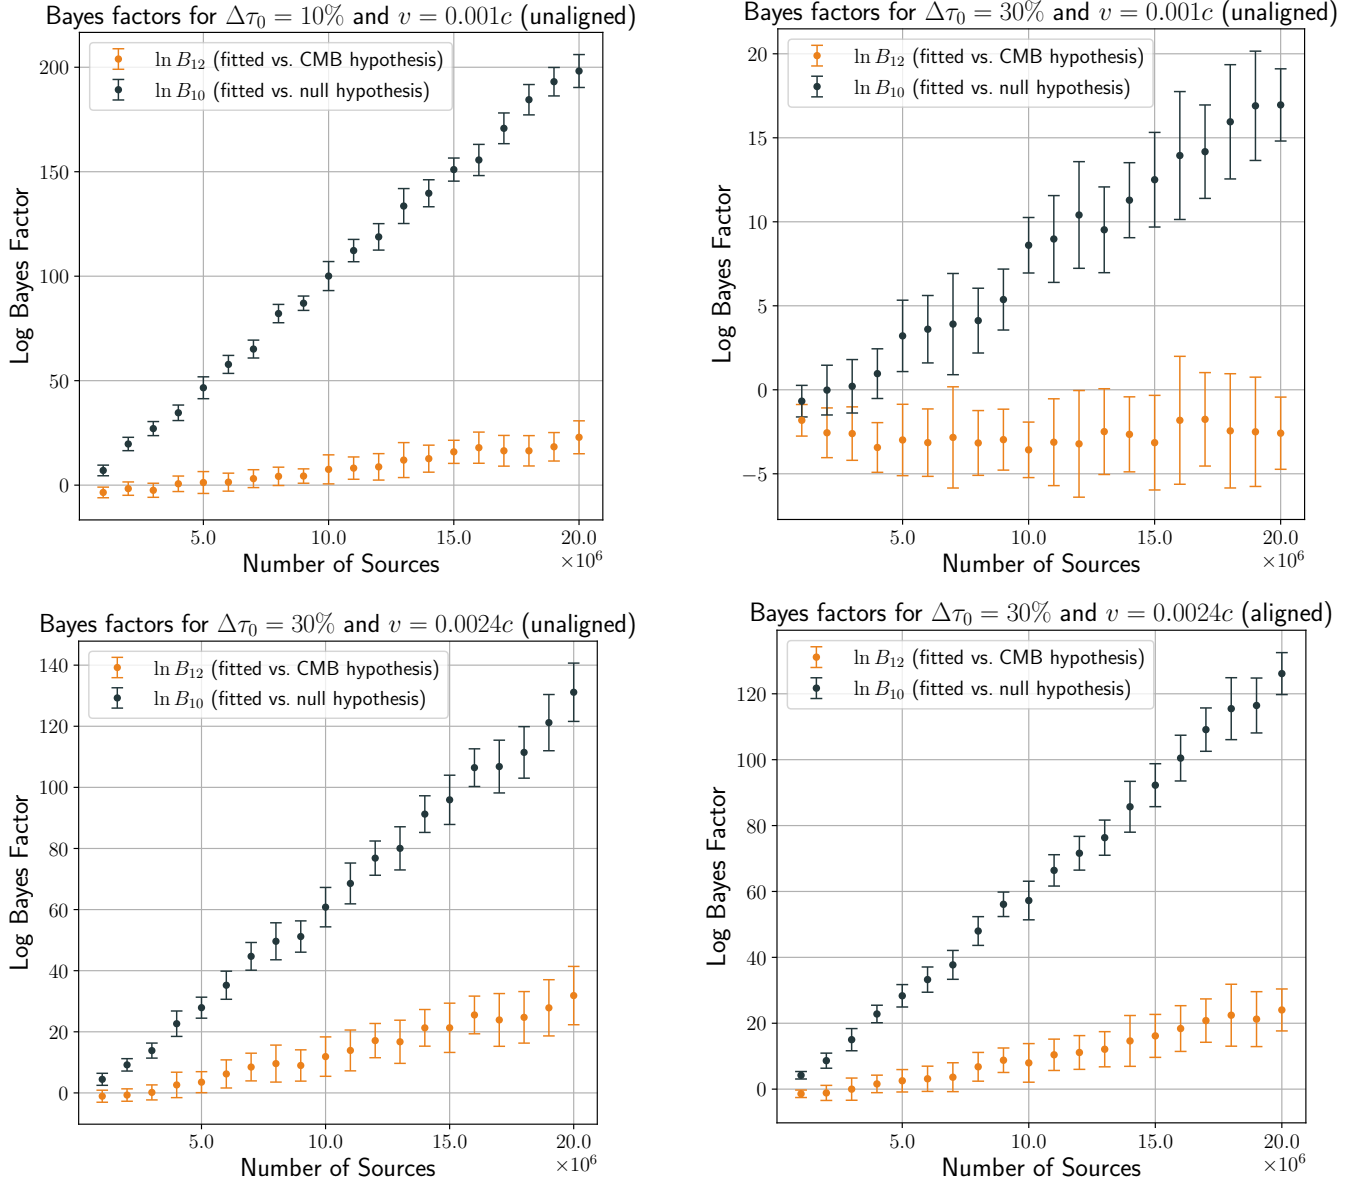 Bayes factors for Δτ₀ = 10% and v = 0.001c (unaligned)
ln B₁₂ (fitted vs. CMB hypothesis)
ln B₁₀ (fitted vs. null hypothesis)
Log Bayes Factor
200
150
100
50
0
5.0 10.0 15.0 20.0
×10⁶
Number of Sources
Bayes factors for Δτ₀ = 30% and v = 0.001c (unaligned)
ln B₁₂ (fitted vs. CMB hypothesis)
ln B₁₀ (fitted vs. null hypothesis)
Log Bayes Factor
20
15
10
5
0
−5
5.0 10.0 15.0 20.0
×10⁶
Number of Sources
Bayes factors for Δτ₀ = 30% and v = 0.0024c (unaligned)
ln B₁₂ (fitted vs. CMB hypothesis)
ln B₁₀ (fitted vs. null hypothesis)
Log Bayes Factor
140
120
100
80
60
40
20
0
5.0 10.0 15.0 20.0
×10⁶
Number of Sources
Bayes factors for Δτ₀ = 30% and v = 0.0024c (aligned)
ln B₁₂ (fitted vs. CMB hypothesis)
ln B₁₀ (fitted vs. null hypothesis)
Log Bayes Factor
120
100
80
60
40
20
0
5.0 10.0 15.0 20.0
×10⁶
Number of Sources